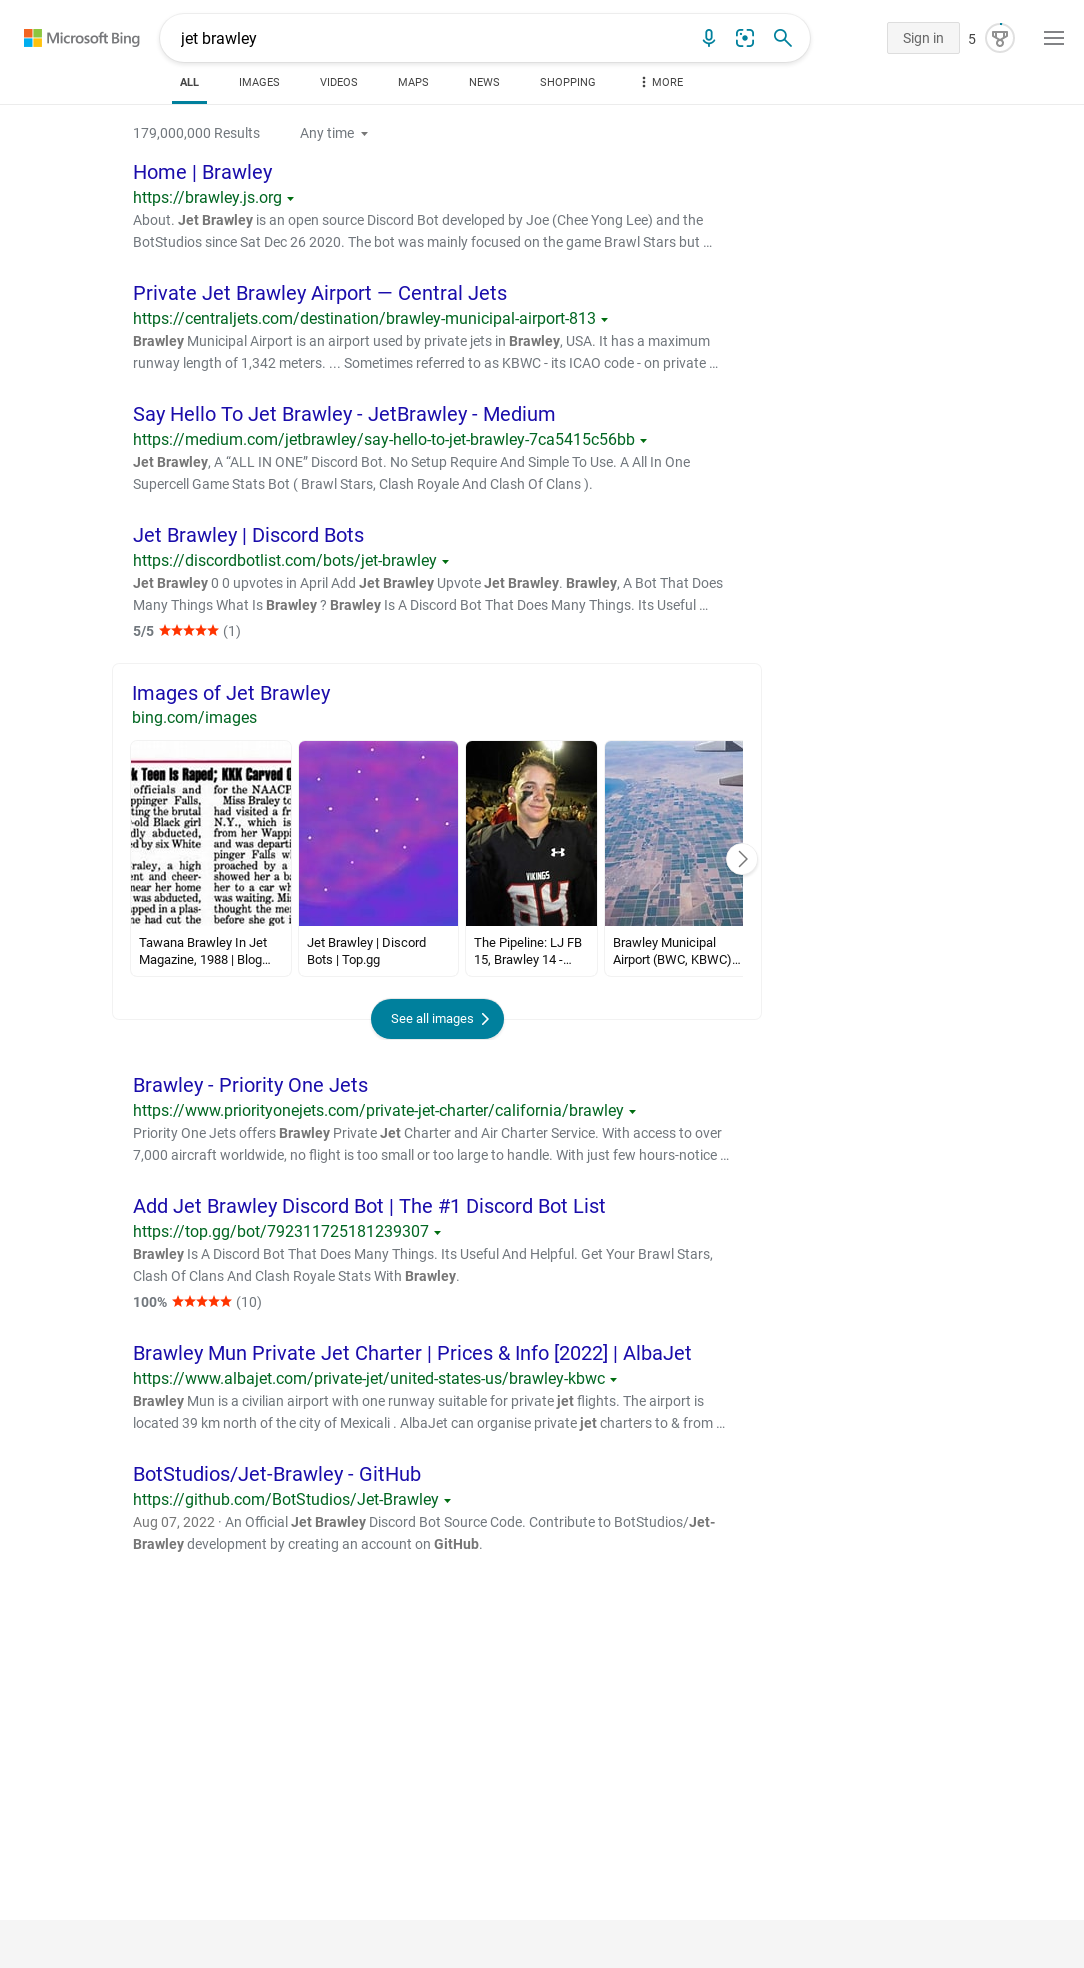 Microsoft Bing
jet brawley
Sign in
5
ALL
IMAGES
VIDEOS
MAPS
NEWS
SHOPPING
MORE
179,000,000 Results
Any time
Home | Brawley
https://brawley.js.org
About. Jet Brawley is an open source Discord Bot developed by Joe (Chee Yong Lee) and the
BotStudios since Sat Dec 26 2020. The bot was mainly focused on the game Brawl Stars but …
Private Jet Brawley Airport — Central Jets
https://centraljets.com/destination/brawley-municipal-airport-813
Brawley Municipal Airport is an airport used by private jets in Brawley, USA. It has a maximum
runway length of 1,342 meters. ... Sometimes referred to as KBWC - its ICAO code - on private …
Say Hello To Jet Brawley - JetBrawley - Medium
https://medium.com/jetbrawley/say-hello-to-jet-brawley-7ca5415c56bb
Jet Brawley, A “ALL IN ONE” Discord Bot. No Setup Require And Simple To Use. A All In One
Supercell Game Stats Bot ( Brawl Stars, Clash Royale And Clash Of Clans ).
Jet Brawley | Discord Bots
https://discordbotlist.com/bots/jet-brawley
Jet Brawley 0 0 upvotes in April Add Jet Brawley Upvote Jet Brawley. Brawley, A Bot That Does
Many Things What Is Brawley ? Brawley Is A Discord Bot That Does Many Things. Its Useful …
5/5 ★★★★★ (1)
Images of Jet Brawley
bing.com/images
k Teen Is Raped; KKK Carved
officials and
ppinger Falls,
ting the brutal
-old Black girl
dly abducted,
ed by six White
raley, a high
ent and cheer-
near her home
was abducted,
pped in a plas-
ne had cut the
for the NAACP
Miss Braley to
had visited a fri
N.Y., which is
from her Wappi
and was departi
pinger Falls w
proached by a
showed her a ba
her to a car wh
was waiting. Mis
thought the me
before she got i
VIKINGS
84
Tawana Brawley In Jet
Magazine, 1988 | Blog…
Jet Brawley | Discord
Bots | Top.gg
The Pipeline: LJ FB
15, Brawley 14 -…
Brawley Municipal
Airport (BWC, KBWC)…
See all images
Brawley - Priority One Jets
https://www.priorityonejets.com/private-jet-charter/california/brawley
Priority One Jets offers Brawley Private Jet Charter and Air Charter Service. With access to over
7,000 aircraft worldwide, no flight is too small or too large to handle. With just few hours-notice …
Add Jet Brawley Discord Bot | The #1 Discord Bot List
https://top.gg/bot/792311725181239307
Brawley Is A Discord Bot That Does Many Things. Its Useful And Helpful. Get Your Brawl Stars,
Clash Of Clans And Clash Royale Stats With Brawley.
100% ★★★★★ (10)
Brawley Mun Private Jet Charter | Prices & Info [2022] | AlbaJet
https://www.albajet.com/private-jet/united-states-us/brawley-kbwc
Brawley Mun is a civilian airport with one runway suitable for private jet flights. The airport is
located 39 km north of the city of Mexicali . AlbaJet can organise private jet charters to & from …
BotStudios/Jet-Brawley - GitHub
https://github.com/BotStudios/Jet-Brawley
Aug 07, 2022 · An Official Jet Brawley Discord Bot Source Code. Contribute to BotStudios/Jet-
Brawley development by creating an account on GitHub.